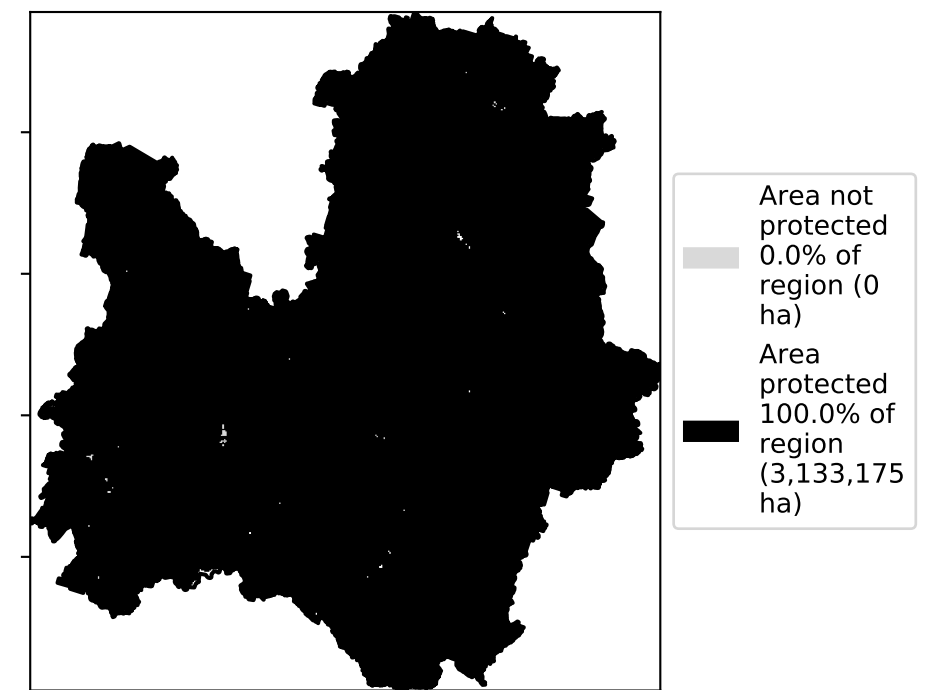 Area not
protected
0.0% of
region (0
ha)
Area
protected
100.0% of
region
(3,133,175
ha)